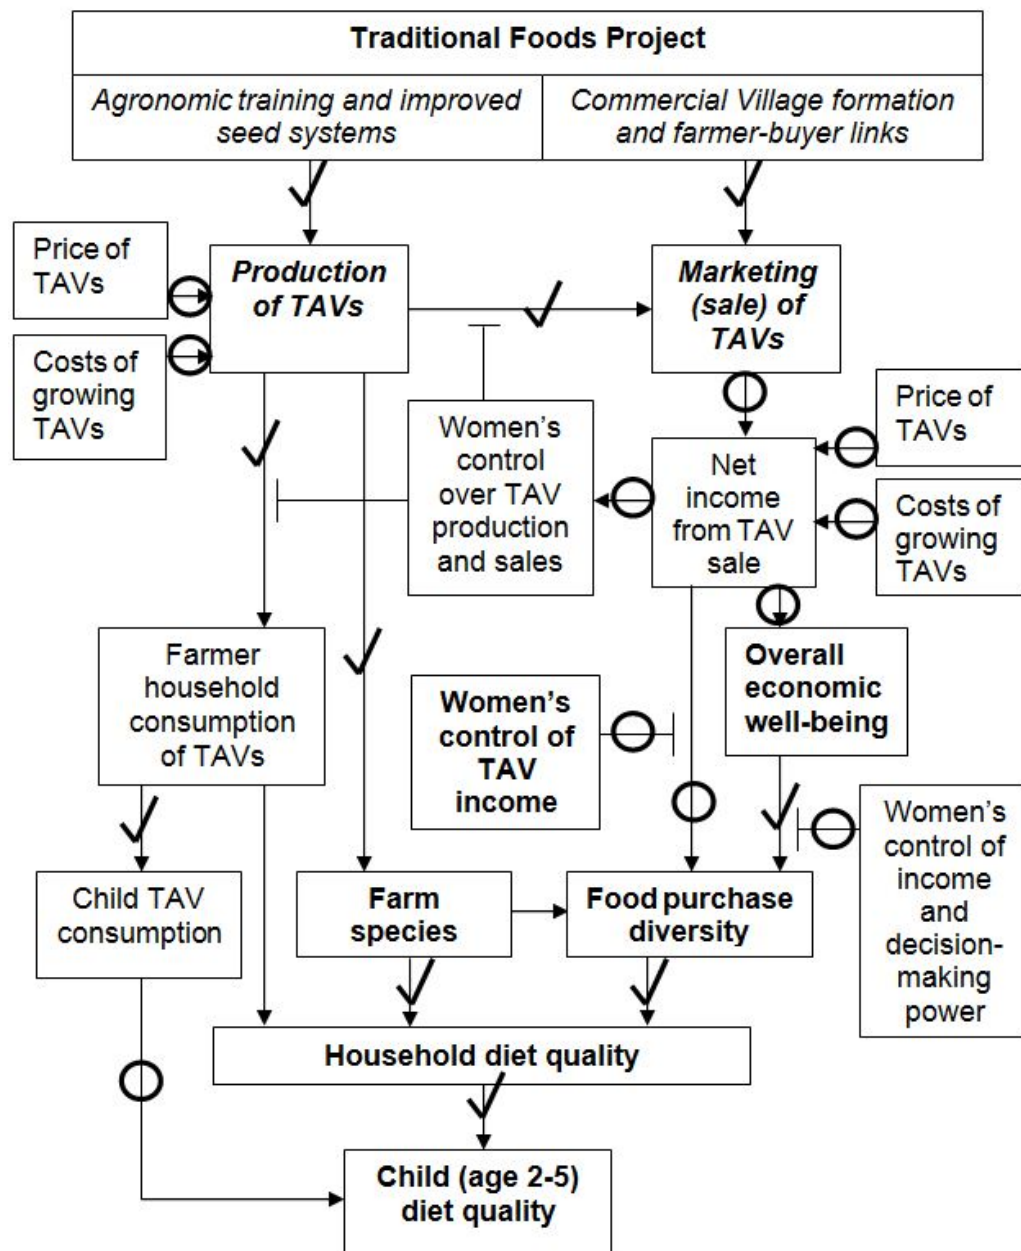 Traditional Foods Project
Agronomic training and improved
seed systems
Commercial Village formation
and farmer-buyer links
Price of
TAVs
Production
of TAVs
Marketing
(sale) of
TAVs
Costs of
growing
TAVs
Women's
control
over TAV
production
and sales
Net
income
from TAV
sale
Price of
TAVs
Costs of
growing
TAVs
Farmer
household
consumption
of TAVs
Women's
control of
TAV
income
Overall
economic
well-being
Women's
control of
income
and
decision-
making
power
Child TAV
consumption
Farm
species
Food purchase
diversity
Household diet quality
Child (age 2-5)
diet quality